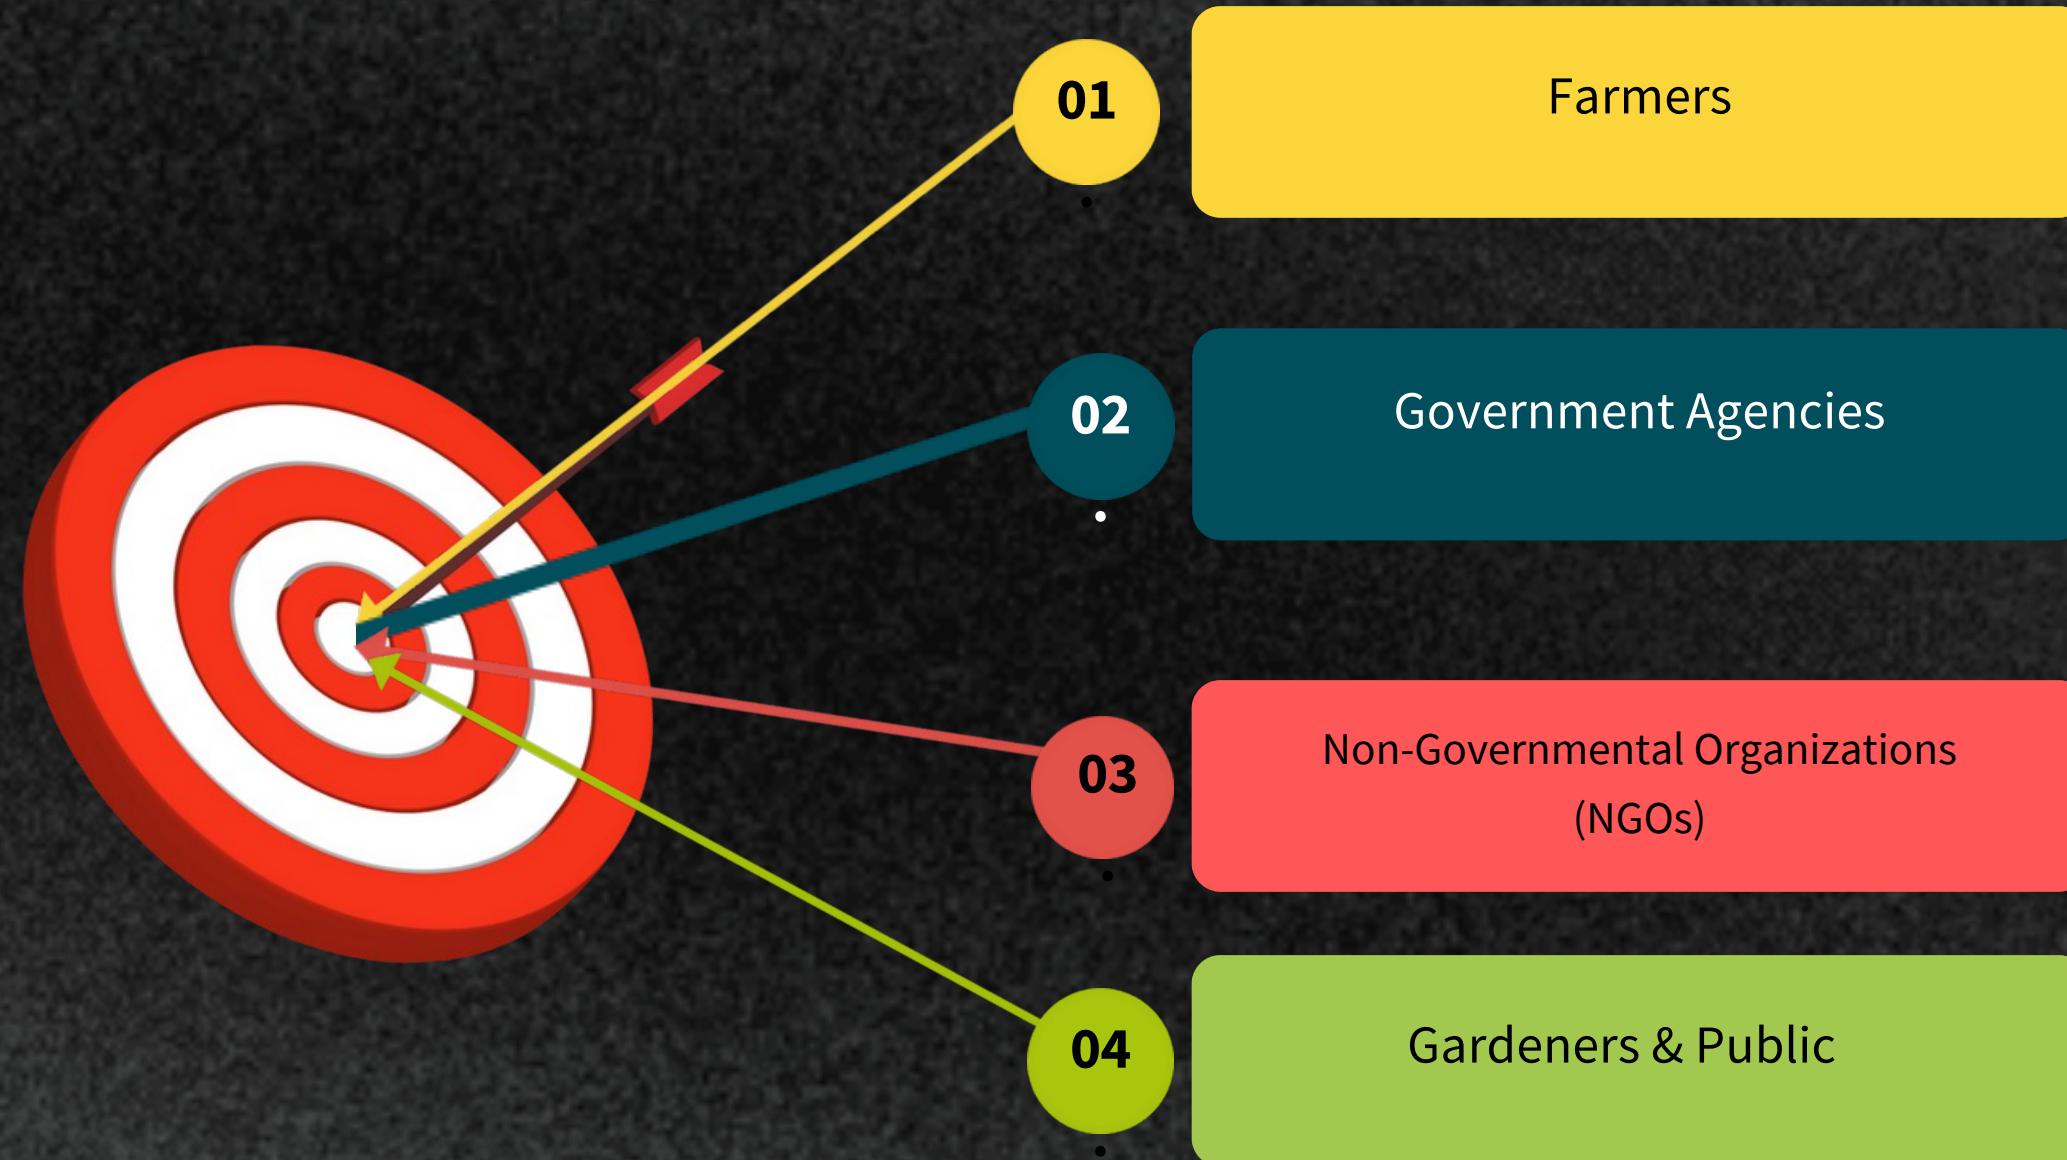 01
Farmers
02
Government Agencies
03
Non-Governmental Organizations
(NGOs)
04
Gardeners & Public